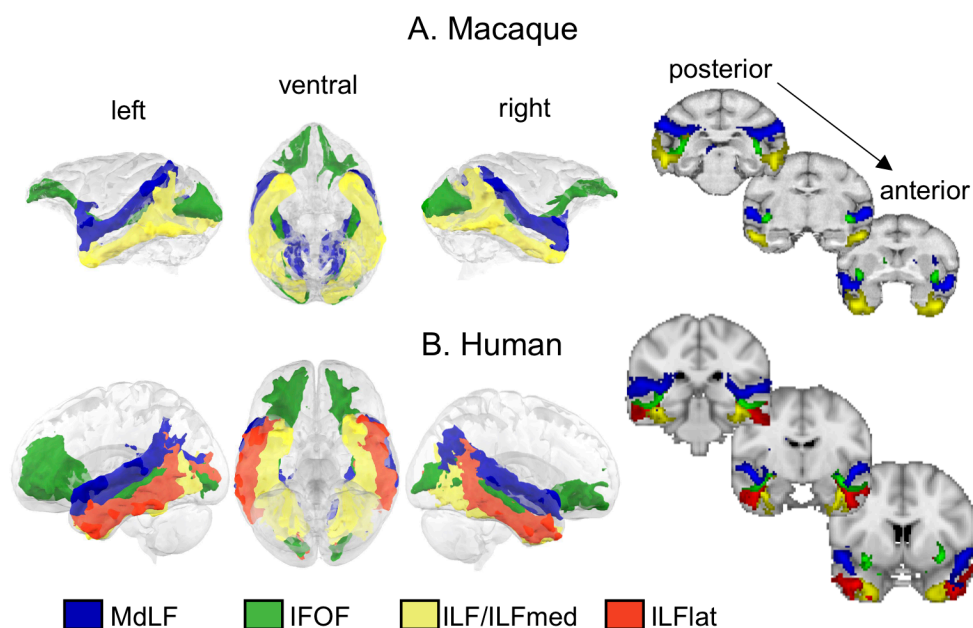 A. Macaque
posterior
ventral
left
right
anterior
B. Human
MdLF
IFOF
ILF/ILFmed
ILFlat